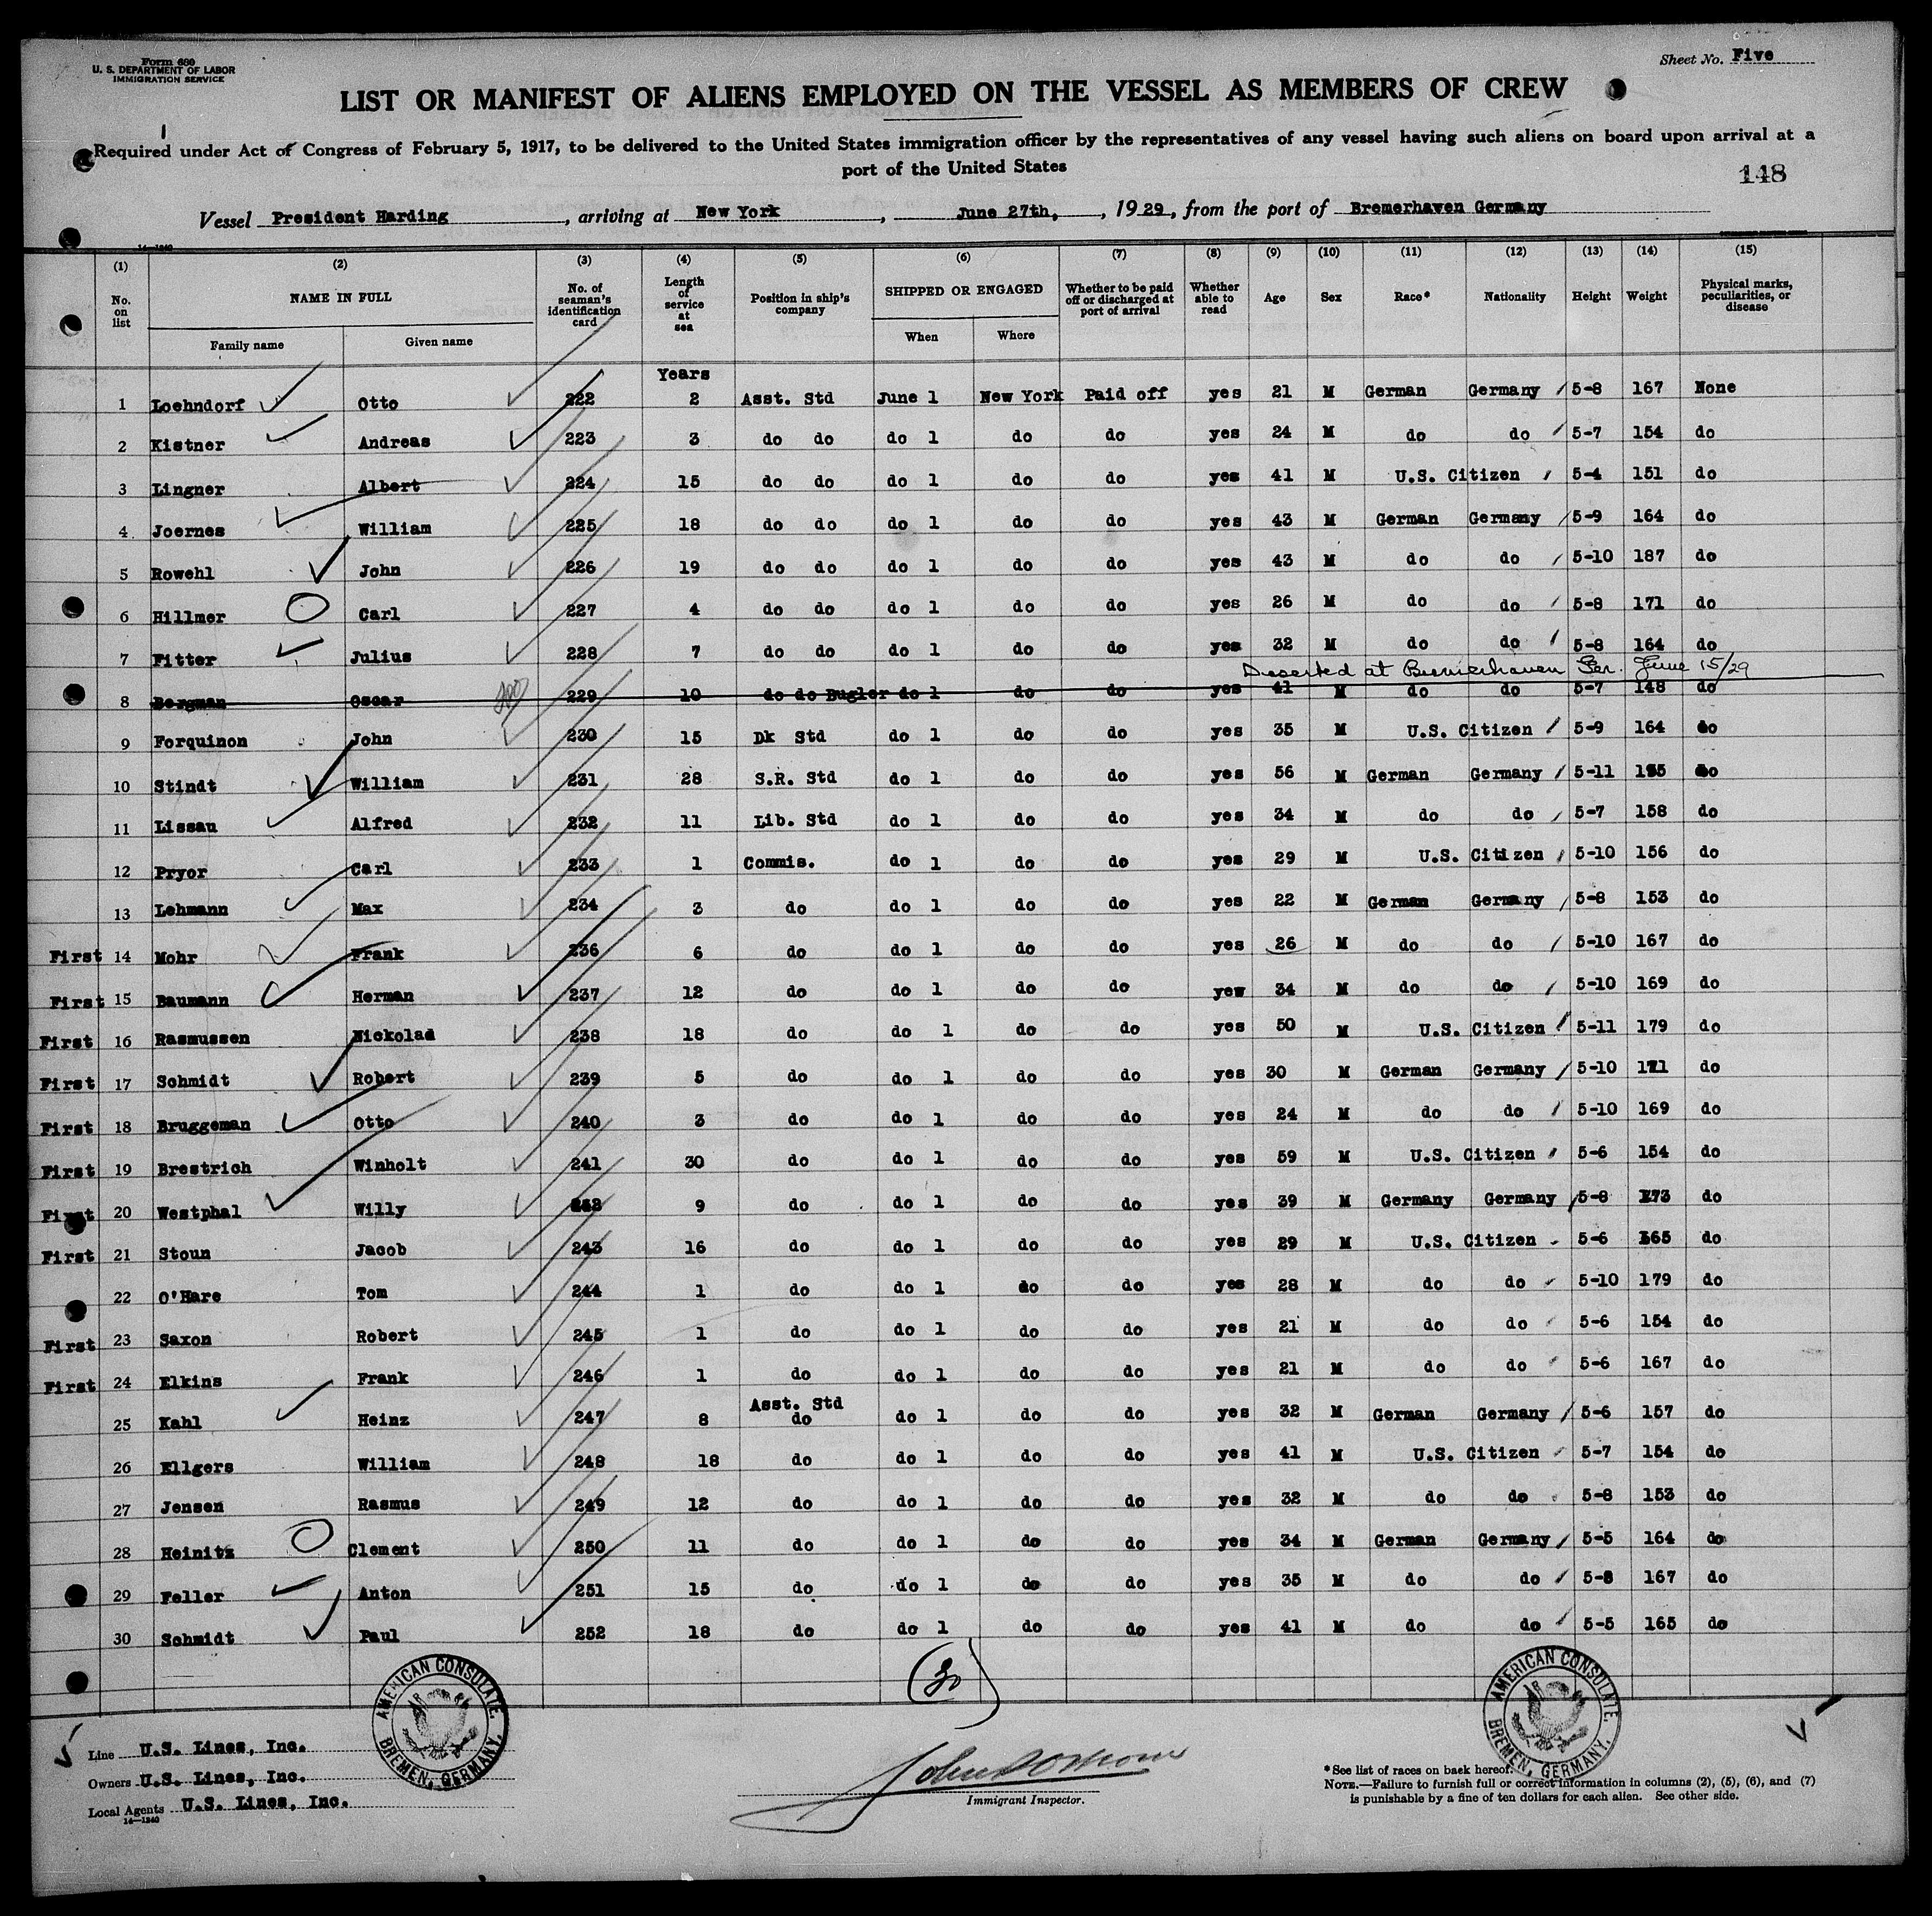 Form 680
U. S. DEPARTMENT OF LABOR
IMMIGRATION SERVICE
Sheet No. Five
LIST OR MANIFEST OF ALIENS EMPLOYED ON THE VESSEL AS MEMBERS OF CREW
Required under Act of Congress of February 5, 1917, to be delivered to the United States immigration officer by the representatives of any vessel having such aliens on board upon arrival at a
port of the United States
148
Vessel President Harding, arriving at New York, June 27th, 1929, from the port of Bremerhaven Germany
14—1240
(1) (2) (3) (4) (5) (6) (7) (8) (9) (10) (11) (12) (13) (14) (15)
No. on list NAME IN FULL No. of seaman's identification card Length of service at sea Position in ship's company SHIPPED OR ENGAGED Whether to be paid off or discharged at port of arrival Whether able to read Age Sex Race* Nationality Height Weight Physical marks, peculiarities, or disease
Family name Given name When Where
Years
1 Loehndorf Otto 222 2 Asst. Std June 1 New York Paid off yes 21 M German Germany 5-8 167 None
2 Kistner Andreas 223 3 do do do 1 do do yes 24 M do do 5-7 154 do
3 Lingner Albert 224 15 do do do 1 do do yes 41 M U.S. Citizen 5-4 151 do
4 Joernes William 225 18 do do do 1 do do yes 43 M German Germany 5-9 164 do
5 Rowehl John 226 19 do do do 1 do do yes 43 M do do 5-10 187 do
6 Hillmer Carl 227 4 do do do 1 do do yes 26 M do do 5-8 171 do
7 Fitter Julius 228 7 do do do 1 do do yes 32 M do do 5-8 164 do
Deserted at Bremerhaven Ger. June 15/29
8 Bergman Oscar 229 10 do do Bugler do 1 do do yes 41 M do do 5-7 148 do
9 Forquinon John 230 15 Dk Std do 1 do do yes 35 M U.S. Citizen 5-9 164 do
10 Stindt William 231 28 S.R. Std do 1 do do yes 56 M German Germany 5-11 195 do
11 Lissau Alfred 232 11 Lib. Std do 1 do do yes 34 M do do 5-7 158 do
12 Pryor Carl 233 1 Commis. do 1 do do yes 29 M U.S. Citizen 5-10 156 do
13 Lehmann Max 234 3 do do 1 do do yes 22 M German Germany 5-8 153 do
First 14 Mohr Frank 236 6 do do 1 do do yes 26 M do do 5-10 167 do
First 15 Baumann Herman 237 12 do do 1 do do yew 34 M do do 5-10 169 do
First 16 Rasmussen Nickolad 238 18 do do 1 do do yes 50 M U.S. Citizen 5-11 179 do
First 17 Schmidt Robert 239 5 do do 1 do do yes 30 M German Germany 5-10 171 do
First 18 Bruggeman Otto 240 3 do do 1 do do yes 24 M do do 5-10 169 do
First 19 Brestrich Winholt 241 30 do do 1 do do yes 59 M U.S. Citizen 5-6 154 do
First 20 Westphal Willy 9 do do 1 do do yes 39 M Germany Germany 5-8 173 do
First 21 Stoun Jacob 243 16 do do 1 do do yes 29 M U.S. Citizen 5-6 165 do
22 O'Hare Tom 244 1 do do 1 do do yes 28 M do do 5-10 179 do
First 23 Saxon Robert 245 1 do do 1 do do yes 21 M do do 5-6 154 do
First 24 Elkins Frank 246 1 do do 1 do do yes 21 M do do 5-6 167 do
Asst. Std
25 Kahl Heinz 247 8 do do 1 do do yes 32 M German Germany 5-6 157 do
26 Ellgers William 248 18 do do 1 do do yes 41 M U.S. Citizen 5-7 154 do
27 Jensen Rasmus 249 12 do do 1 do do yes 32 M do do 5-8 153 do
28 Heinitz Clement 250 11 do do 1 do do yes 34 M German Germany 5-5 164 do
29 Feller Anton 251 15 do do 1 do do yes 35 M do do 5-8 167 do
30 Schmidt Paul 252 18 do do 1 do do yes 41 M do do 5-5 165 do
(30)
AMERICAN CONSULATE. BREMEN, GERMANY.
AMERICAN CONSULATE. BREMEN, GERMANY.
Line U.S. Lines, Inc.
Owners U.S. Lines, Inc.
Local Agents U.S. Lines, Inc.
14—1240
Immigrant Inspector.
*See list of races on back hereof.
NOTE.—Failure to furnish full or correct information in columns (2), (5), (6), and (7)
is punishable by a fine of ten dollars for each alien. See other side.